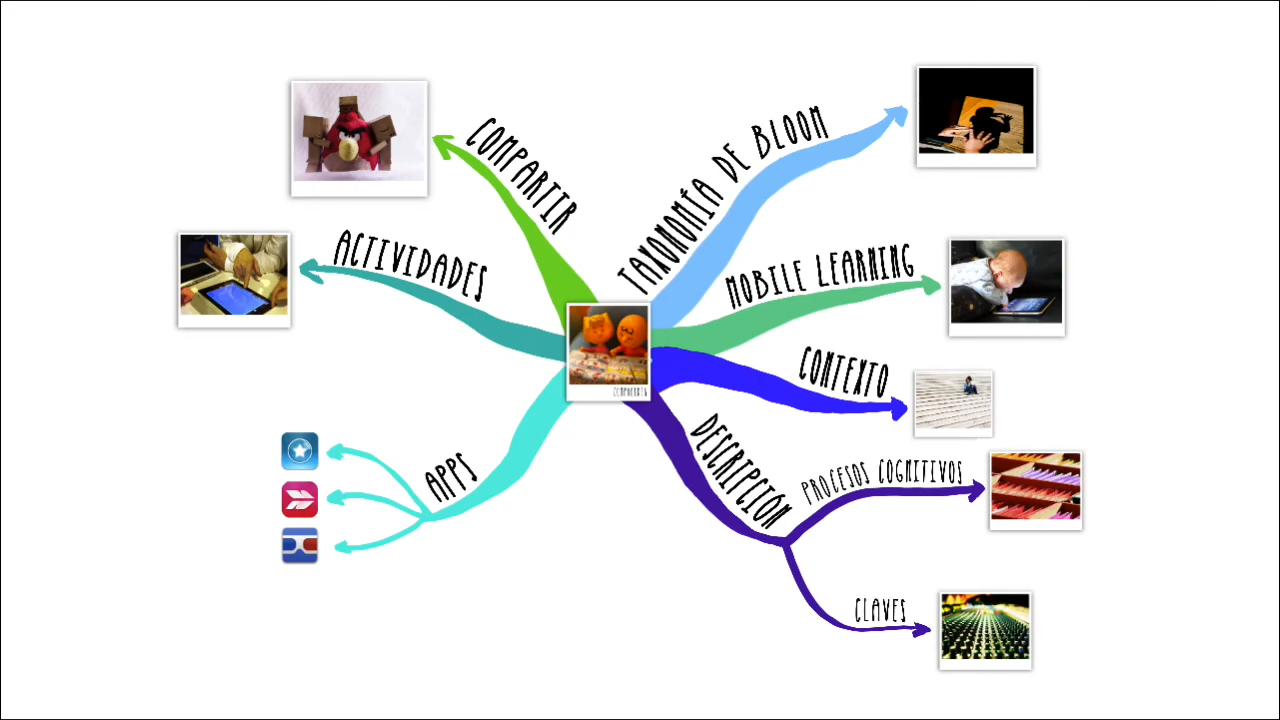 COMPARTIR
TAXONOMÍA DE BLOOM
ACTIVIDADES
MOBILE LEARNING
CONTEXTO
APPS
DESCRIPCIÓN
PROCESOS COGNITIVOS
CLAVES